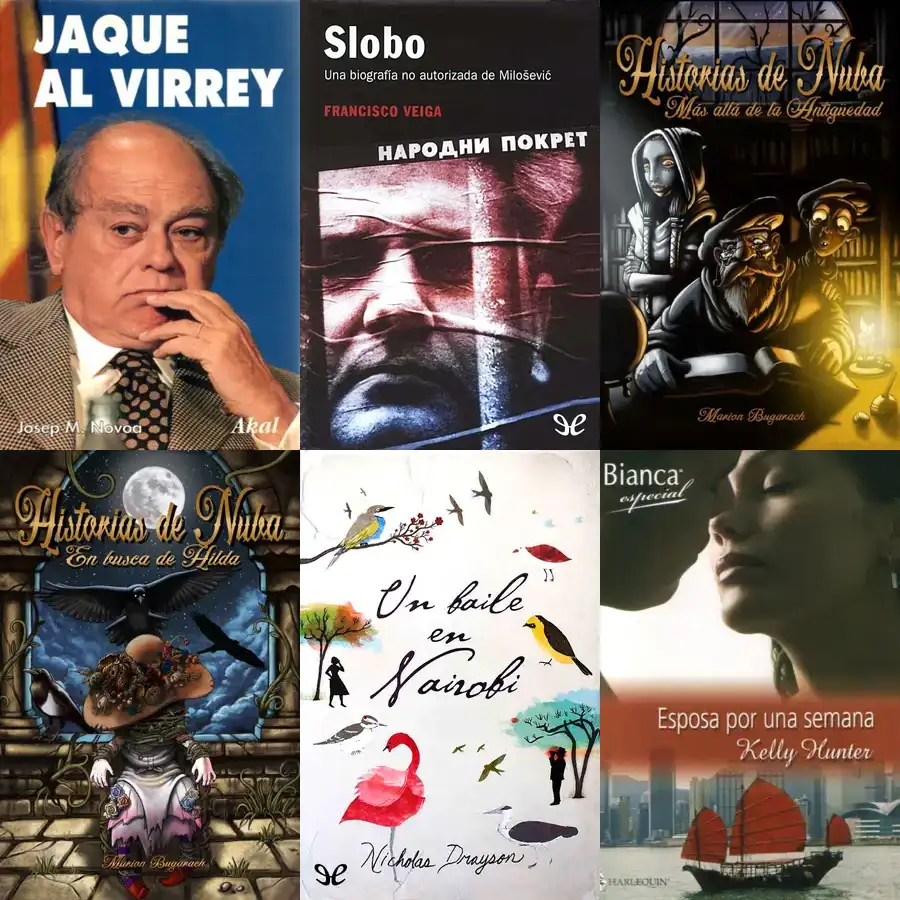 JAQUE
AL VIRREY
Josep M. Novoa
Akal
Slobo
Una biografía no autorizada de Milošević
FRANCISCO VEIGA
НАРОДНИ ПОКРЕТ
Historias de Nuba
Más allá de la Antigüedad
Marion Bugarach
Historias de Nuba
En busca de Hilda
Marion Bugarach
Un baile
en
Nairobi
Nicholas Drayson
Bianca
especial
Esposa por una semana
Kelly Hunter
HARLEQUIN